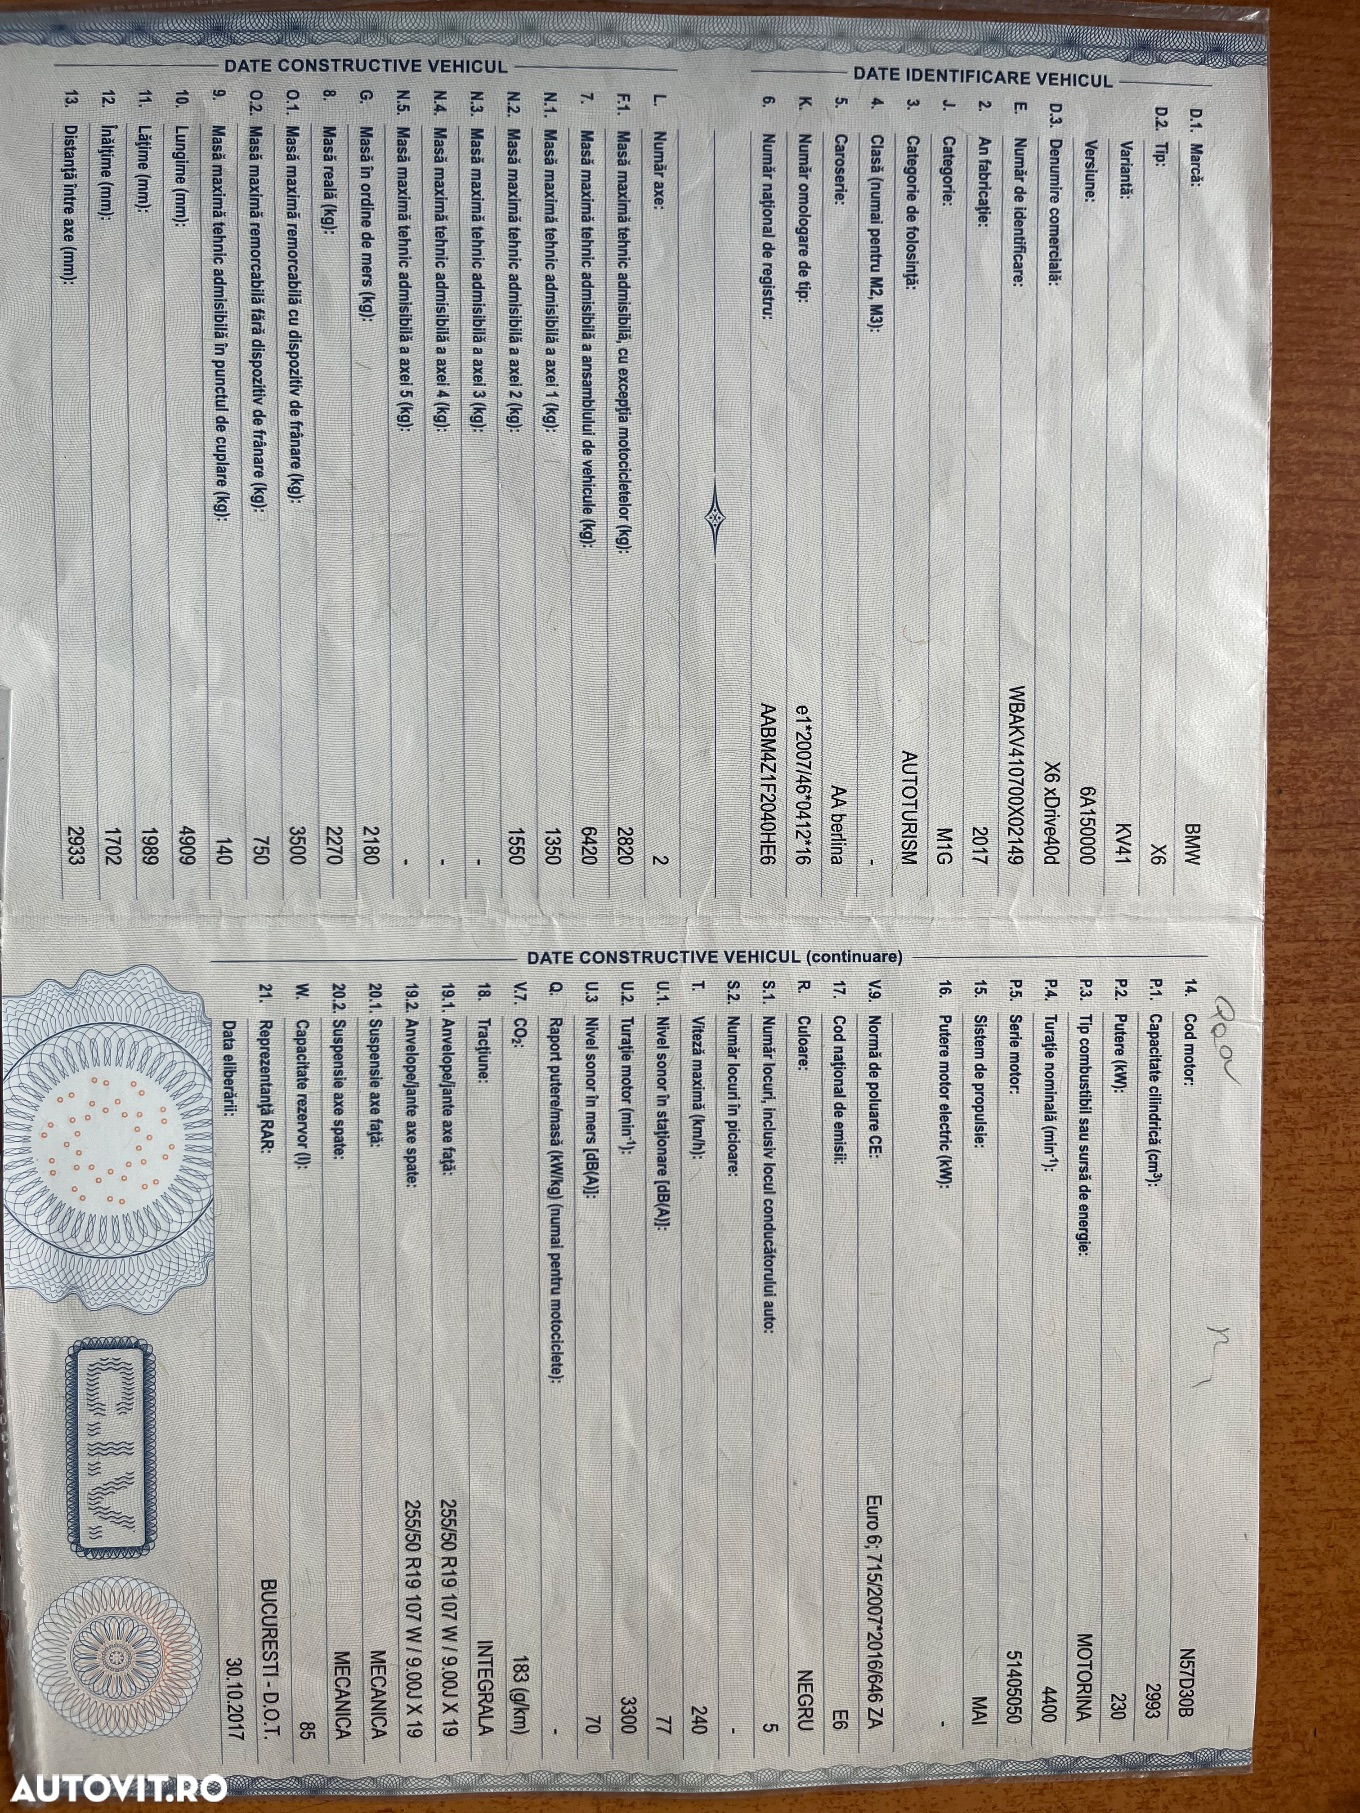 DATE IDENTIFICARE VEHICUL
D.1. Marcă: BMW
D.2. Tip: X6
Variantă: KV41
Versiune: 6A150000
D.3. Denumire comercială: X6 xDrive40d
E. Număr de identificare: WBAKV410700X02149
2. An fabricaţie: 2017
J. Categorie: M1G
3. Categorie de folosinţă: AUTOTURISM
4. Clasă (numai pentru M2, M3): -
5. Caroserie: AA berlina
K. Număr omologare de tip: e1*2007/46*0412*16
6. Număr naţional de registru: AABM4Z1F2040HE6
DATE CONSTRUCTIVE VEHICUL
L. Număr axe: 2
F.1. Masă maximă tehnic admisibilă, cu excepţia motocicletelor (kg): 2820
7. Masă maximă tehnic admisibilă a ansamblului de vehicule (kg): 6420
N.1. Masă maximă tehnic admisibilă a axei 1 (kg): 1350
N.2. Masă maximă tehnic admisibilă a axei 2 (kg): 1550
N.3. Masă maximă tehnic admisibilă a axei 3 (kg): -
N.4. Masă maximă tehnic admisibilă a axei 4 (kg): -
N.5. Masă maximă tehnic admisibilă a axei 5 (kg): -
G. Masă în ordine de mers (kg): 2180
8. Masă reală (kg): 2270
O.1. Masă maximă remorcabilă cu dispozitiv de frânare (kg): 3500
O.2. Masă maximă remorcabilă fără dispozitiv de frânare (kg): 750
9. Masă maximă tehnic admisibilă în punctul de cuplare (kg): 140
10. Lungime (mm): 4909
11. Lăţime (mm): 1989
12. Înălţime (mm): 1702
13. Distanţă între axe (mm): 2933
DATE CONSTRUCTIVE VEHICUL (continuare)
14. Cod motor: N57D30B
P.1. Capacitate cilindrică (cm³): 2993
P.2. Putere (kW): 230
P.3. Tip combustibil sau sursă de energie: MOTORINA
P.4. Turaţie nominală (min⁻¹): 4400
P.5. Serie motor: 51405050
15. Sistem de propulsie: MAI
16. Putere motor electric (kW): -
V.9. Normă de poluare CE: Euro 6; 715/2007*2016/646 ZA
17. Cod naţional de emisii: E6
R. Culoare: NEGRU
S.1. Număr locuri, inclusiv locul conducătorului auto: 5
S.2. Număr locuri în picioare: -
T. Viteză maximă (km/h): 240
U.1. Nivel sonor în staţionare [dB(A)]: 77
U.2. Turaţie motor (min⁻¹): 3300
U.3 Nivel sonor în mers [dB(A)]: 70
Q. Raport putere/masă (kW/kg) (numai pentru motociclete): -
V.7. CO₂: 183 (g/km)
18. Tracţiune: INTEGRALA
19.1. Anvelope/jante axe faţă: 255/50 R19 107 W / 9.00J X 19
19.2. Anvelope/jante axe spate: 255/50 R19 107 W / 9.00J X 19
20.1. Suspensie axe faţă: MECANICA
20.2. Suspensie axe spate: MECANICA
W. Capacitate rezervor (l): 85
21. Reprezentanţă RAR: BUCURESTI - D.O.T.
Data eliberării: 30.10.2017
CIV
AUTOVIT.RO